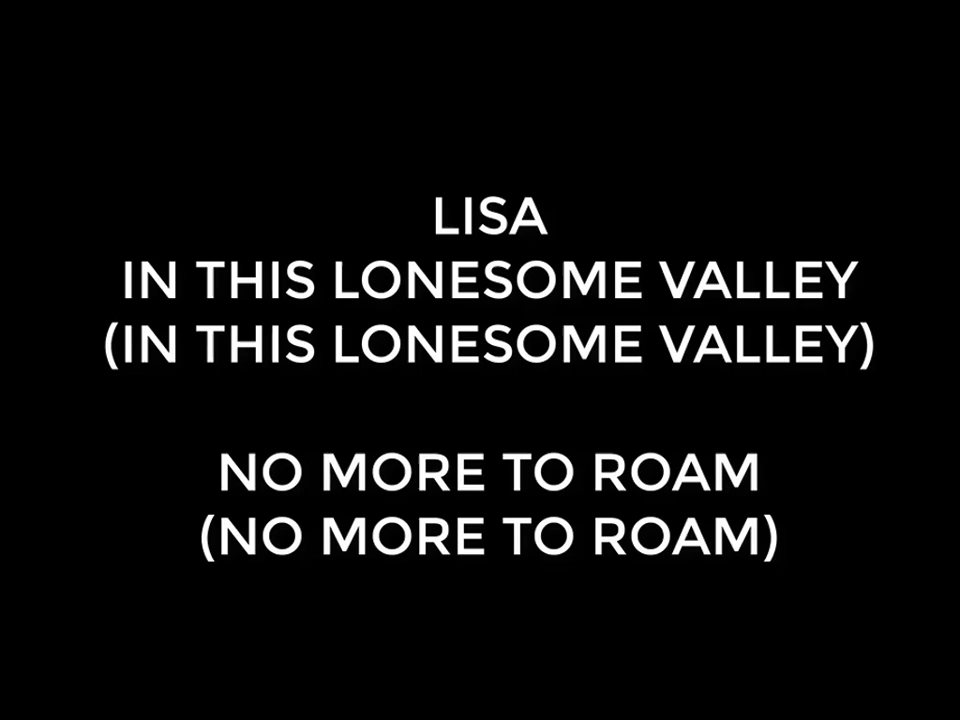 LISA
IN THIS LONESOME VALLEY
(IN THIS LONESOME VALLEY)
NO MORE TO ROAM
(NO MORE TO ROAM)